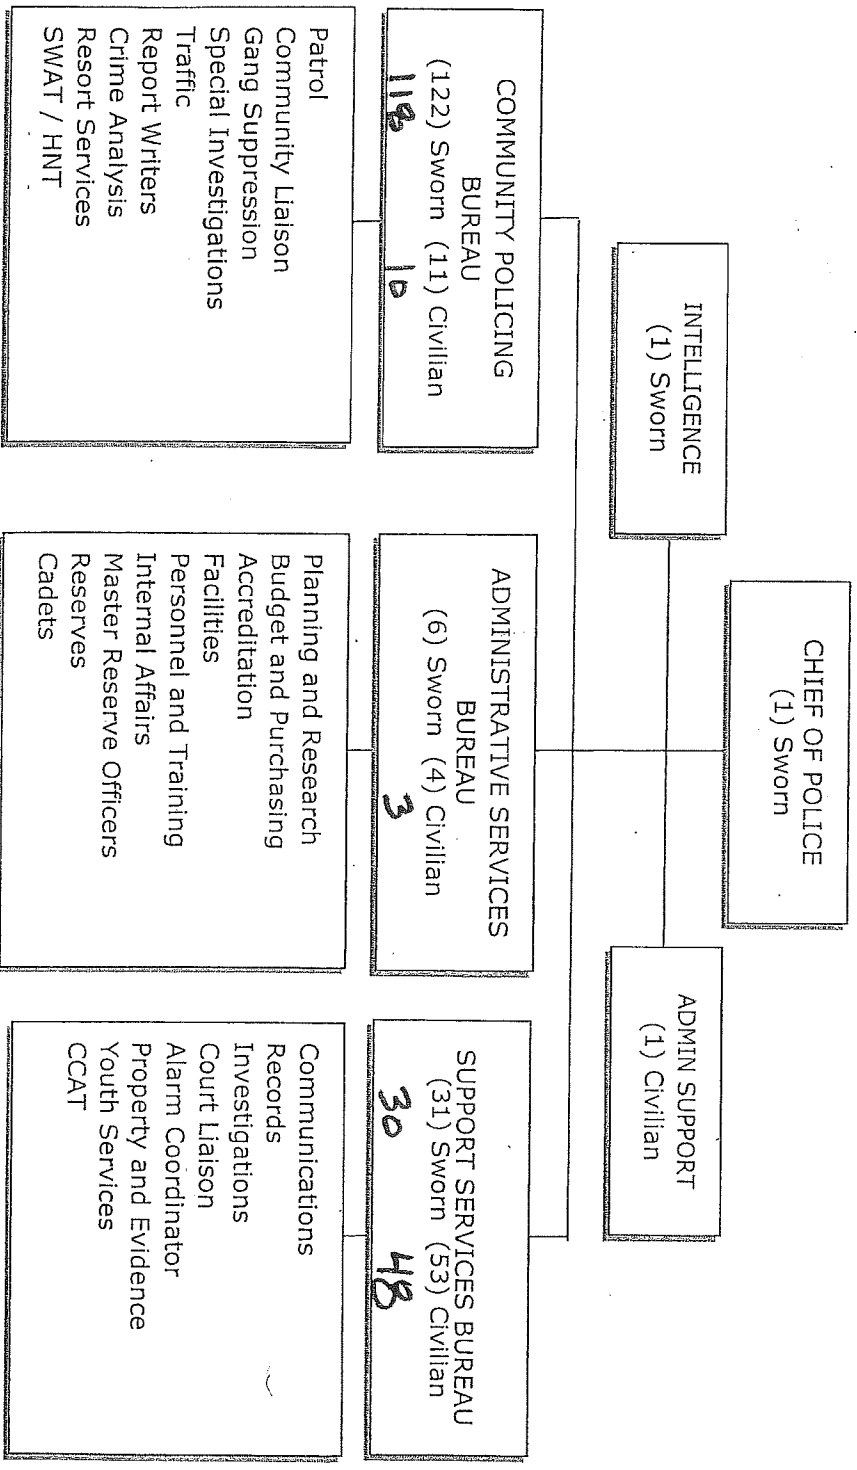 CHIEF OF POLICE
(1) Sworn
INTELLIGENCE
(1) Sworn
ADMIN SUPPORT
(1) Civilian
COMMUNITY POLICING
BUREAU
(122) Sworn (11) Civilian
118 10
Patrol
Community Liaison
Gang Suppression
Special Investigations
Traffic
Report Writers
Crime Analysis
Resort Services
SWAT / HNT
ADMINISTRATIVE SERVICES
BUREAU
(6) Sworn (4) Civilian
3
Planning and Research
Budget and Purchasing
Accreditation
Facilities
Personnel and Training
Internal Affairs
Master Reserve Officers
Reserves
Cadets
SUPPORT SERVICES BUREAU
(31) Sworn (53) Civilian
30 48
Communications
Records
Investigations
Court Liaison
Alarm Coordinator
Property and Evidence
Youth Services
CCAT